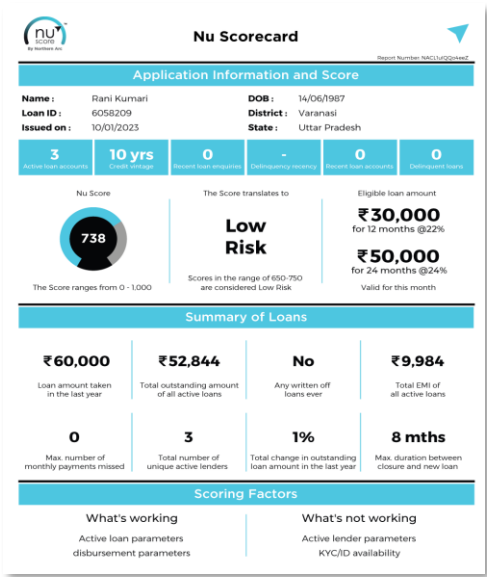 nu
score
By Northern Arc.
Nu Scorecard
Report Number: NACL1uIQQs4eeZ
Application Information and Score
Name : Rani Kumari DOB : 14/06/1987
Loan ID : 6058209 District : Varanasi
Issued on : 10/01/2023 State : Uttar Pradesh
3 10 yrs 0 - 0 0
Active loan accounts Credit vintage Recent loan enquiries Delinquency recency Recent loan accounts Delinquent loans
Nu Score The Score translates to Eligible loan amount
738
Low
Risk
₹30,000
for 12 months @22%
₹50,000
for 24 months @24%
Scores in the range of 650-750
are considered Low Risk
The Score ranges from 0 - 1,000
Valid for this month
Summary of Loans
₹60,000 ₹52,844 No ₹9,984
Loan amount taken Total outstanding amount Any written off Total EMI of
in the last year of all active loans loans ever all active loans
0 3 1% 8 mths
Max. number of Total number of Total change in outstanding Max. duration between
monthly payments missed unique active lenders loan amount in the last year closure and new loan
Scoring Factors
What's working What's not working
Active loan parameters Active lender parameters
disbursement parameters KYC/ID availability